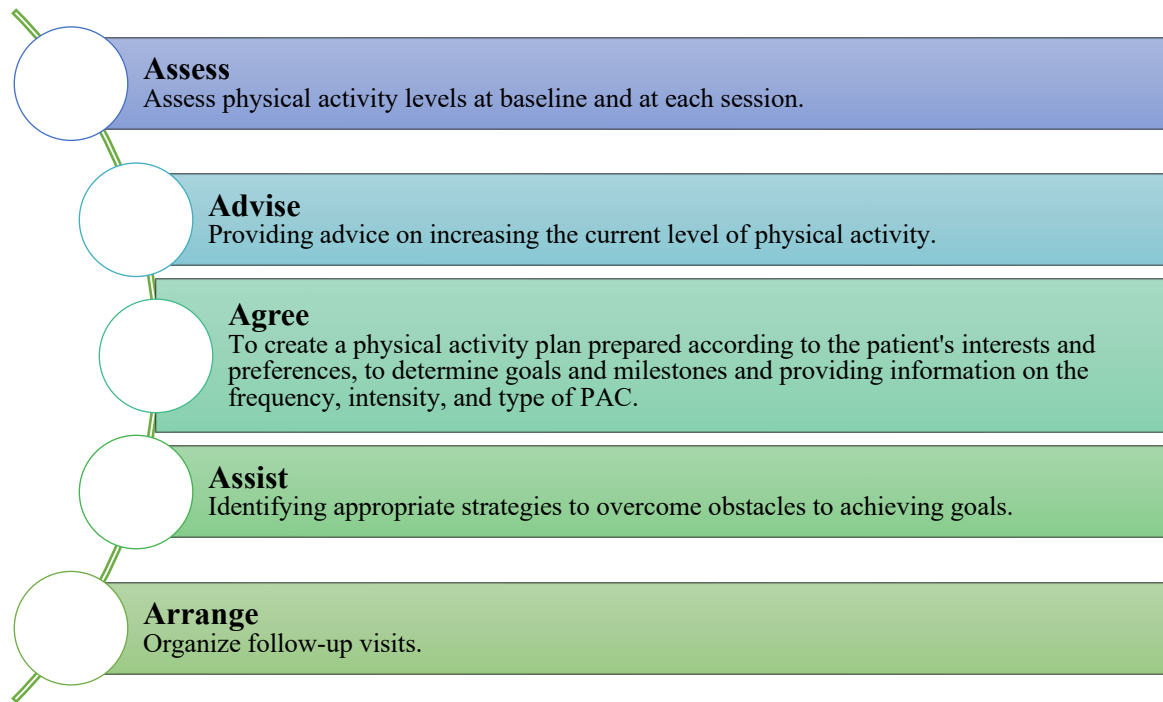 Assess
Assess physical activity levels at baseline and at each session.
Advise
Providing advice on increasing the current level of physical activity.
Agree
To create a physical activity plan prepared according to the patient's interests and
preferences, to determine goals and milestones and providing information on the
frequency, intensity, and type of PAC.
Assist
Identifying appropriate strategies to overcome obstacles to achieving goals.
Arrange
Organize follow-up visits.